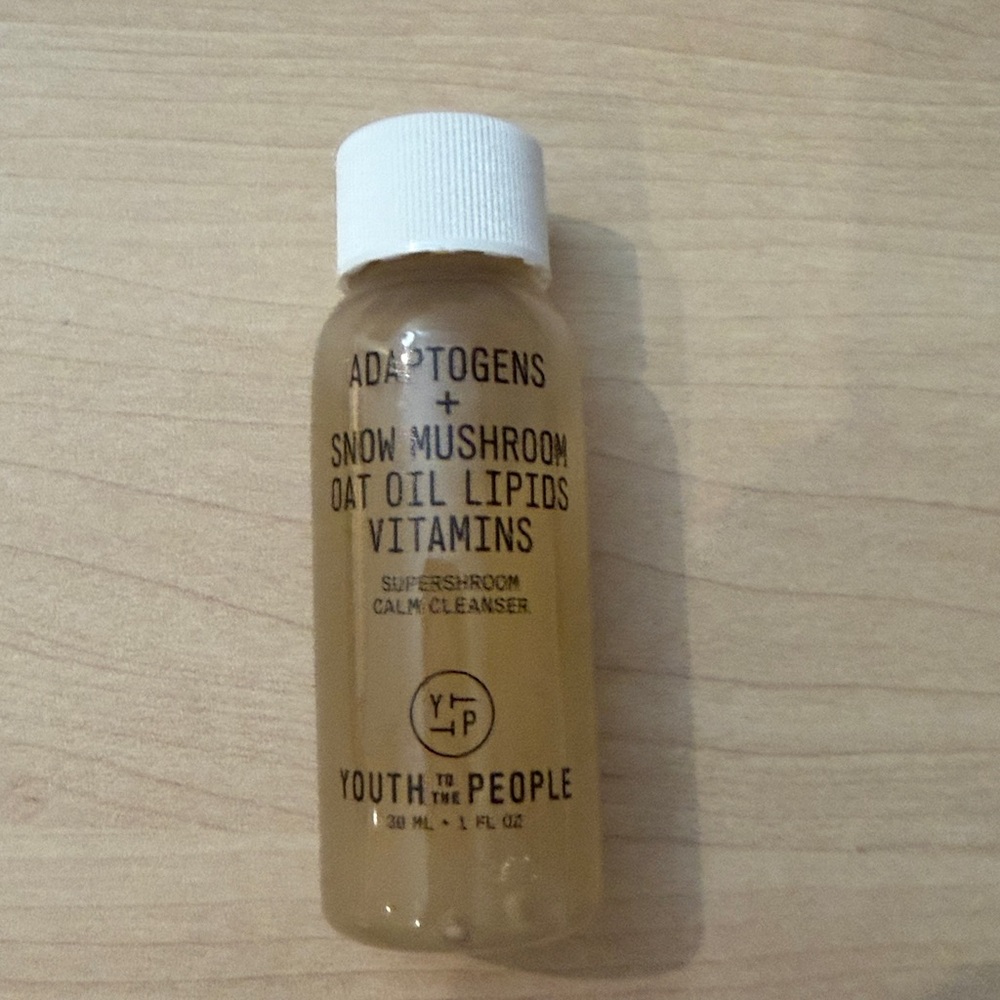 ADAPTOGENS
+
SNOW MUSHROOM
OAT OIL LIPIDS
VITAMINS
SUPERSHROOM
CALM CLEANSER
YTTP
YOUTH TO THE PEOPLE
30 ML • 1 FL OZ